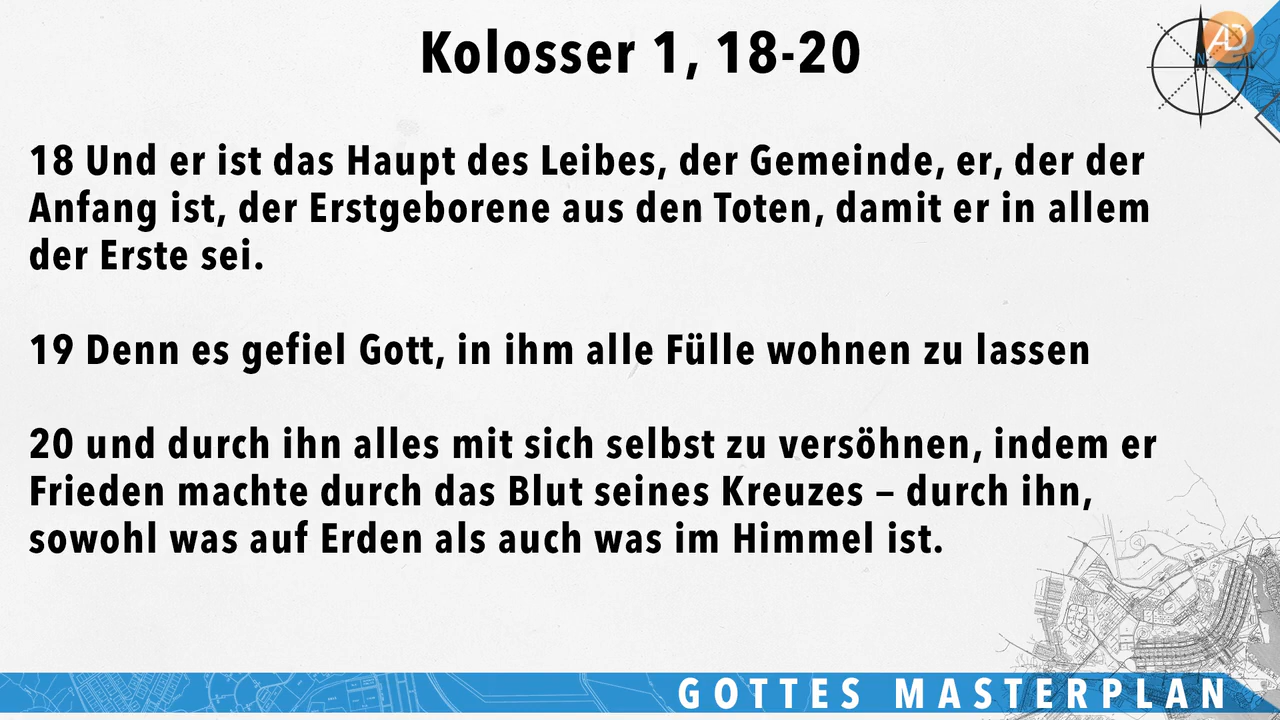 Kolosser 1, 18-20
AD
N
18 Und er ist das Haupt des Leibes, der Gemeinde, er, der der
Anfang ist, der Erstgeborene aus den Toten, damit er in allem
der Erste sei.
19 Denn es gefiel Gott, in ihm alle Fülle wohnen zu lassen
20 und durch ihn alles mit sich selbst zu versöhnen, indem er
Frieden machte durch das Blut seines Kreuzes – durch ihn,
sowohl was auf Erden als auch was im Himmel ist.
GOTTES MASTERPLAN